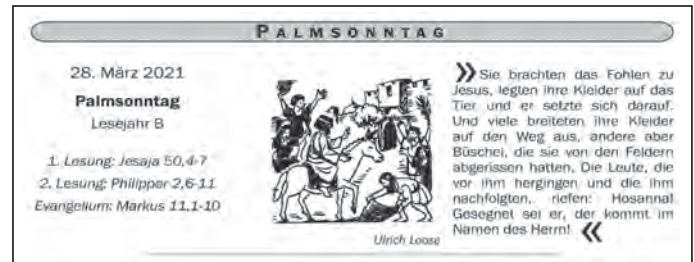 PALMSONNTAG
28. März 2021
Palmsonntag
Lesejahr B
1. Lesung: Jesaja 50,4-7
2. Lesung: Philipper 2,6-11
Evangelium: Markus 11,1-10
Ulrich Loose
»Sie brachten das Fohlen zu
Jesus, legten ihre Kleider auf das
Tier und er setzte sich darauf.
Und viele breiteten ihre Kleider
auf den Weg aus, andere aber
Büschel, die sie von den Feldern
abgerissen hatten. Die Leute, die
vor ihm hergingen und die ihm
nachfolgten, riefen: Hosanna!
Gesegnet sei er, der kommt im
Namen des Herrn! «